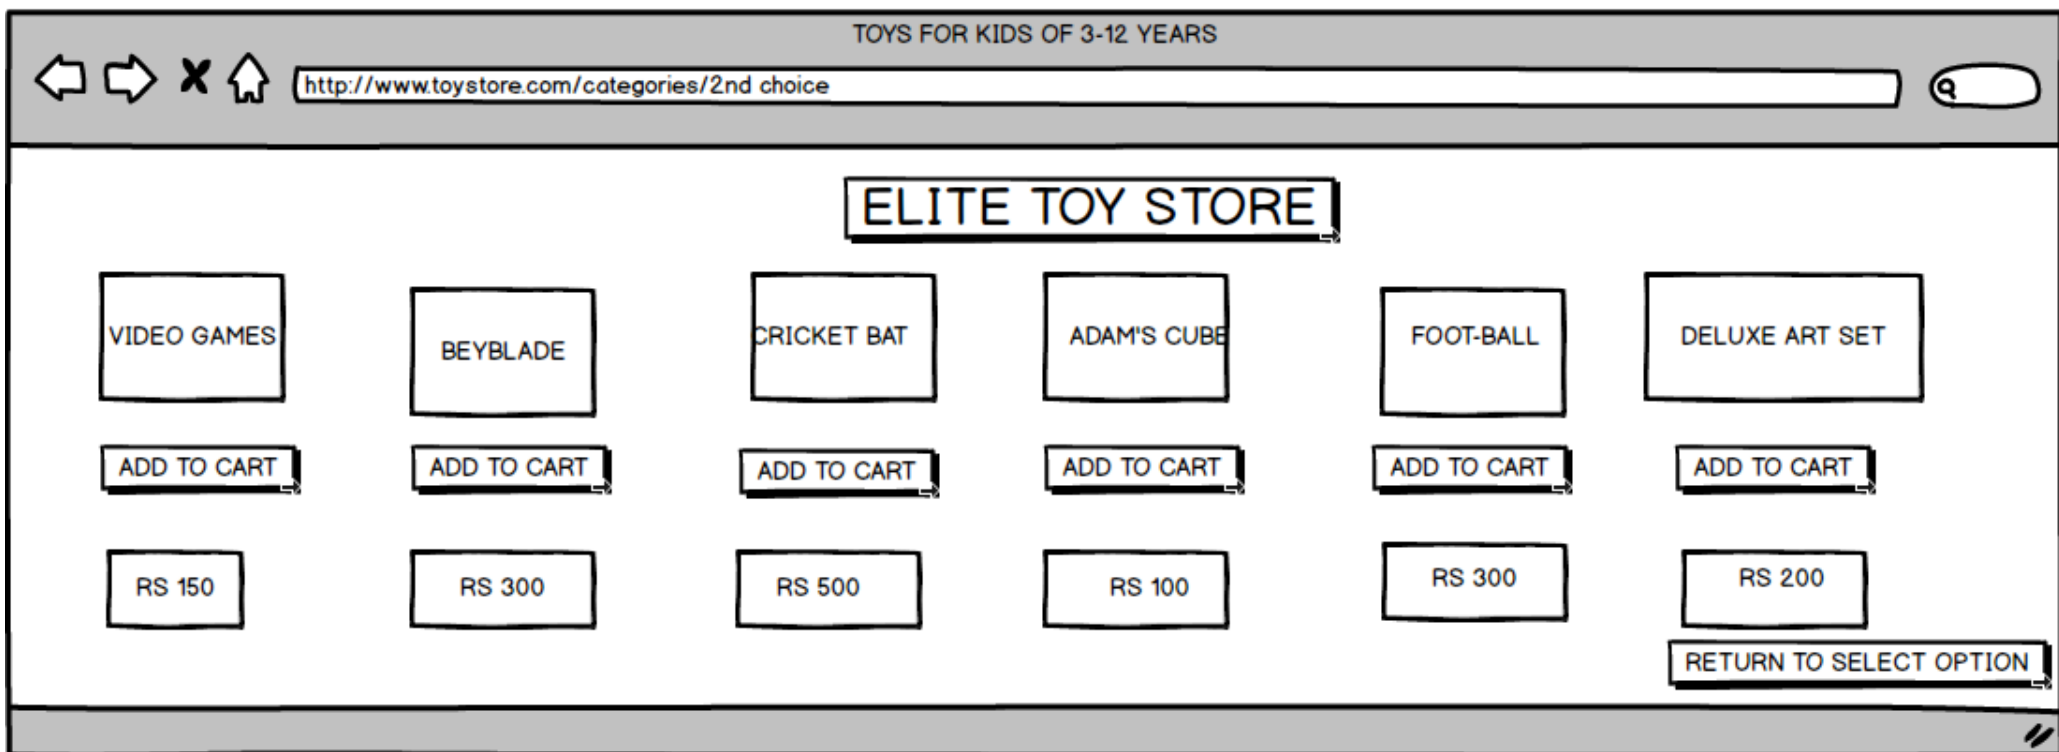 TOYS FOR KIDS OF 3-12 YEARS
http://www.toystore.com/categories/2nd choice
ELITE TOY STORE
VIDEO GAMES
BEYBLADE
CRICKET BAT
ADAM'S CUBE
FOOT-BALL
DELUXE ART SET
ADD TO CART
ADD TO CART
ADD TO CART
ADD TO CART
ADD TO CART
ADD TO CART
RS 150
RS 300
RS 500
RS 100
RS 300
RS 200
RETURN TO SELECT OPTION